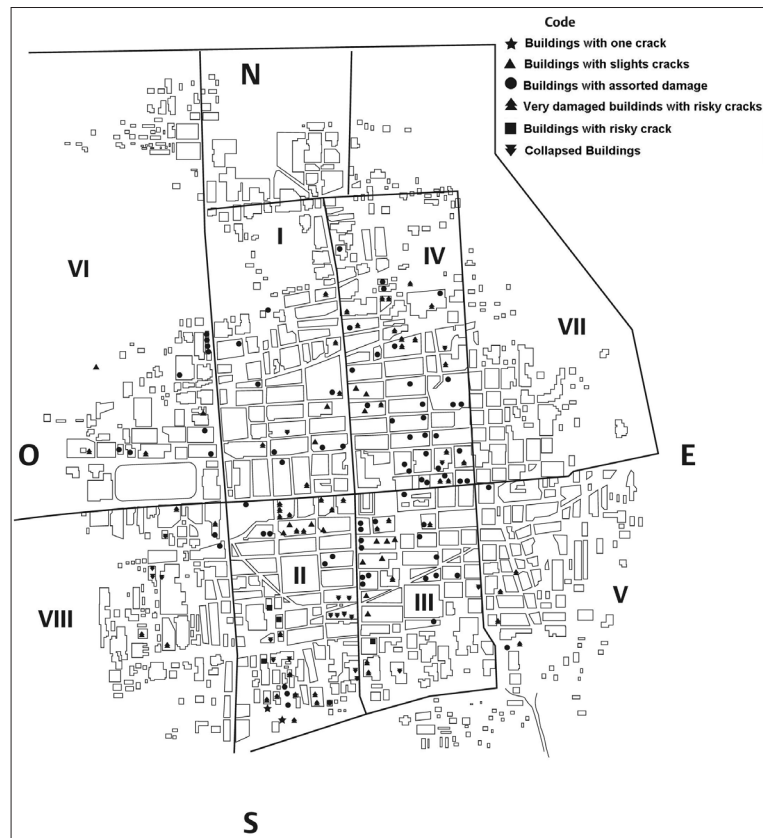 Code
Buildings with one crack
Buildings with slights cracks
Buildings with assorted damage
Very damaged buildinds with risky cracks
Buildings with risky crack
Collapsed Buildings
N
I
IV
VI
VII
O
E
II
III
V
VIII
S